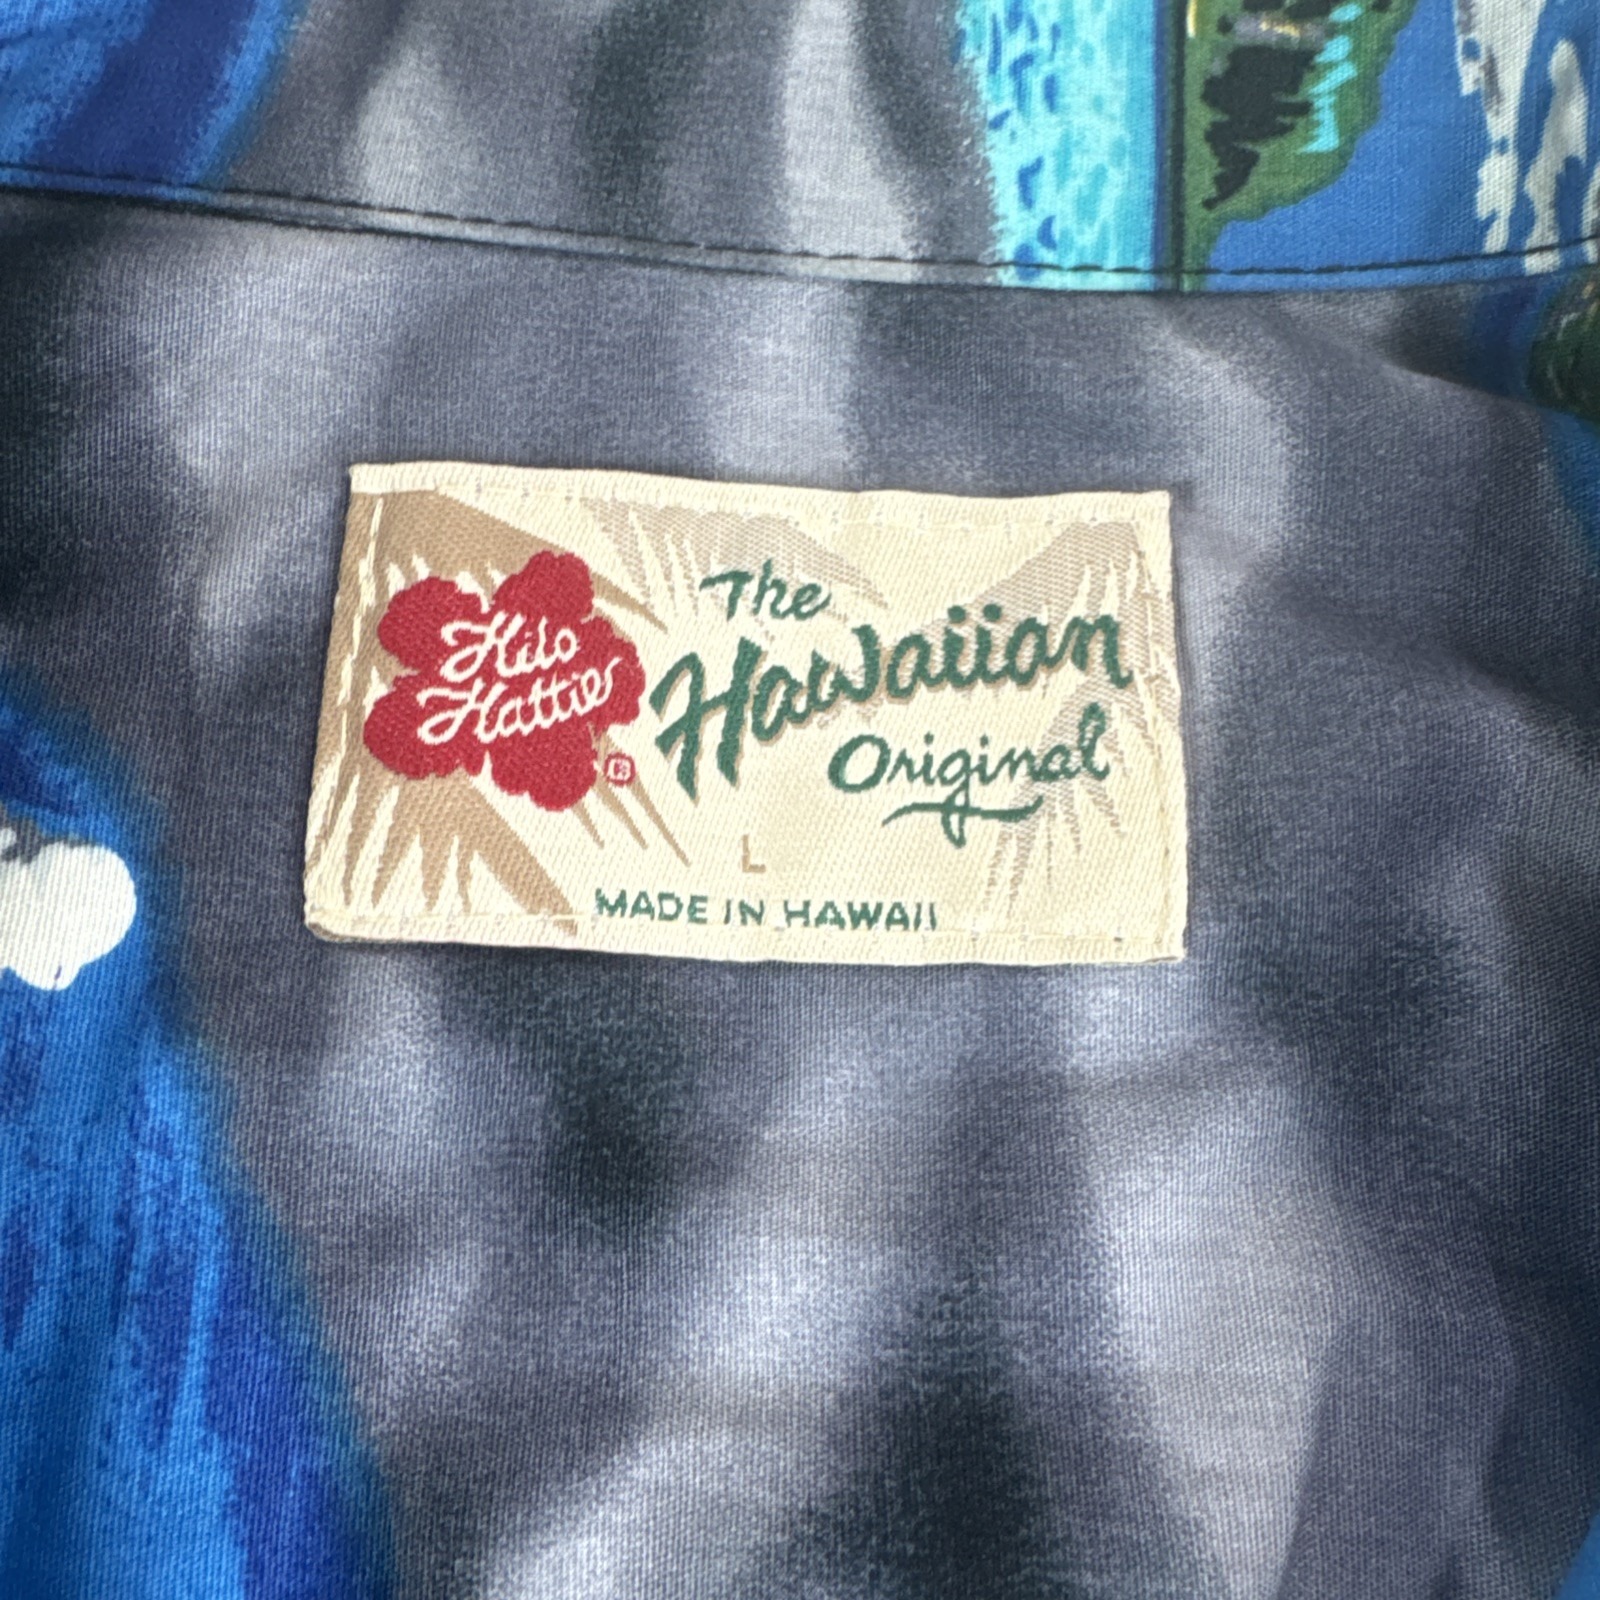 Hilo
Hattie
®
The
Hawaiian
Original
L
MADE IN HAWAII